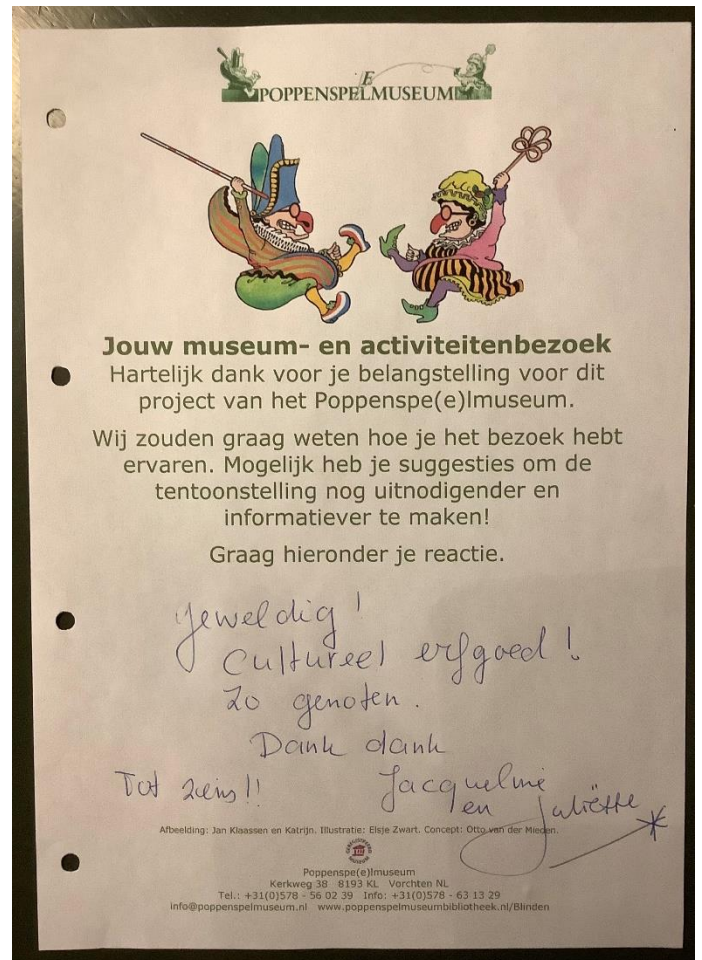 POPPENSPELMUSEUM
E
Jouw museum- en activiteitenbezoek
Hartelijk dank voor je belangstelling voor dit
project van het Poppenspe(e)lmuseum.
Wij zouden graag weten hoe je het bezoek hebt
ervaren. Mogelijk heb je suggesties om de
tentoonstelling nog uitnodigender en
informatiever te maken!
Graag hieronder je reactie.
Geweldig!
Cultureel erfgoed!
Zo genoten.
Dank dank
Tot ziens!! Jacqueline
en Juliëtte
Afbeelding: Jan Klaassen en Katrijn. Illustratie: Elsje Zwart. Concept: Otto van der Mieden.
GEREGISTREERD
MUSEUM
Poppenspe(e)lmuseum
Kerkweg 38 8193 KL Vorchten NL
Tel.: +31(0)578 - 56 02 39 Info: +31(0)578 - 63 13 29
info@poppenspelmuseum.nl www.poppenspelmuseumbibliotheek.nl/Blinden